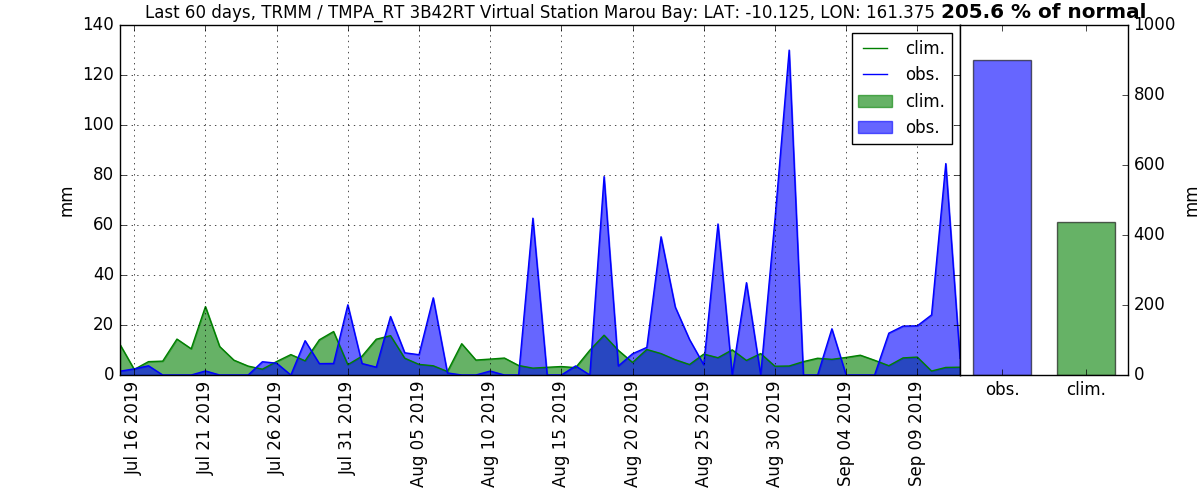 Last 60 days, TRMM / TMPA_RT 3B42RT Virtual Station Marou Bay: LAT: -10.125, LON: 161.375 205.6 % of normal
140
120
100
80
60
40
20
0
mm
clim.
obs.
clim.
obs.
1000
800
600
400
200
0
mm
obs.
clim.
Jul 16 2019
Jul 21 2019
Jul 26 2019
Jul 31 2019
Aug 05 2019
Aug 10 2019
Aug 15 2019
Aug 20 2019
Aug 25 2019
Aug 30 2019
Sep 04 2019
Sep 09 2019